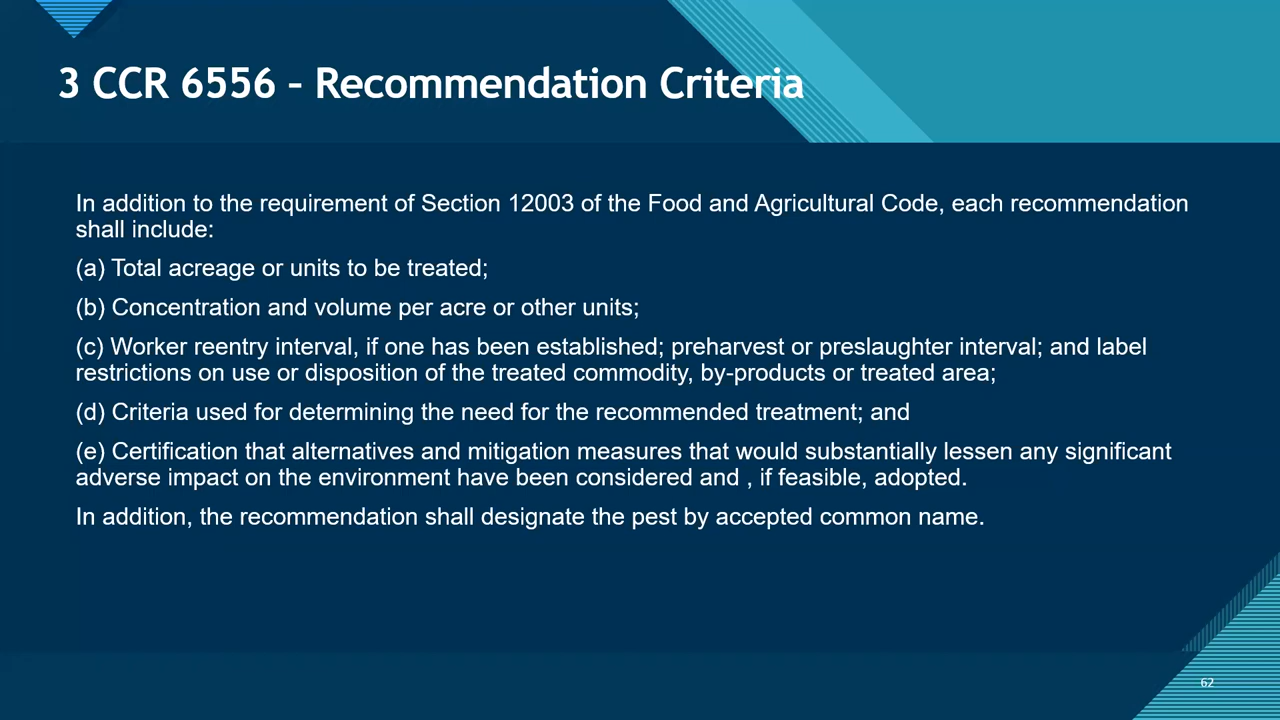 3 CCR 6556 – Recommendation Criteria
In addition to the requirement of Section 12003 of the Food and Agricultural Code, each recommendation
shall include:
(a) Total acreage or units to be treated;
(b) Concentration and volume per acre or other units;
(c) Worker reentry interval, if one has been established; preharvest or preslaughter interval; and label
restrictions on use or disposition of the treated commodity, by-products or treated area;
(d) Criteria used for determining the need for the recommended treatment; and
(e) Certification that alternatives and mitigation measures that would substantially lessen any significant
adverse impact on the environment have been considered and , if feasible, adopted.
In addition, the recommendation shall designate the pest by accepted common name.
62